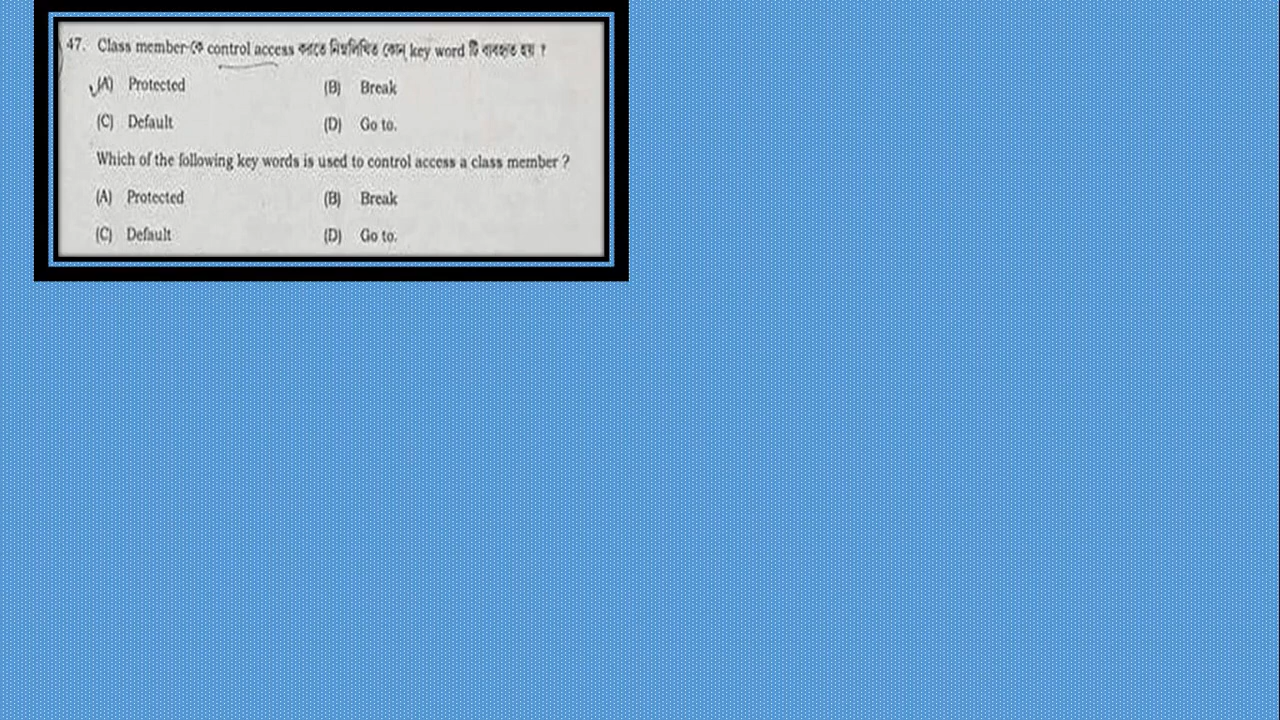 47. Class member-কে control access করতে নিম্নলিখিত কোন্ key word টি ব্যবহৃত হয় ?
(A) Protected (B) Break
(C) Default (D) Go to.
Which of the following key words is used to control access a class member ?
(A) Protected (B) Break
(C) Default (D) Go to.